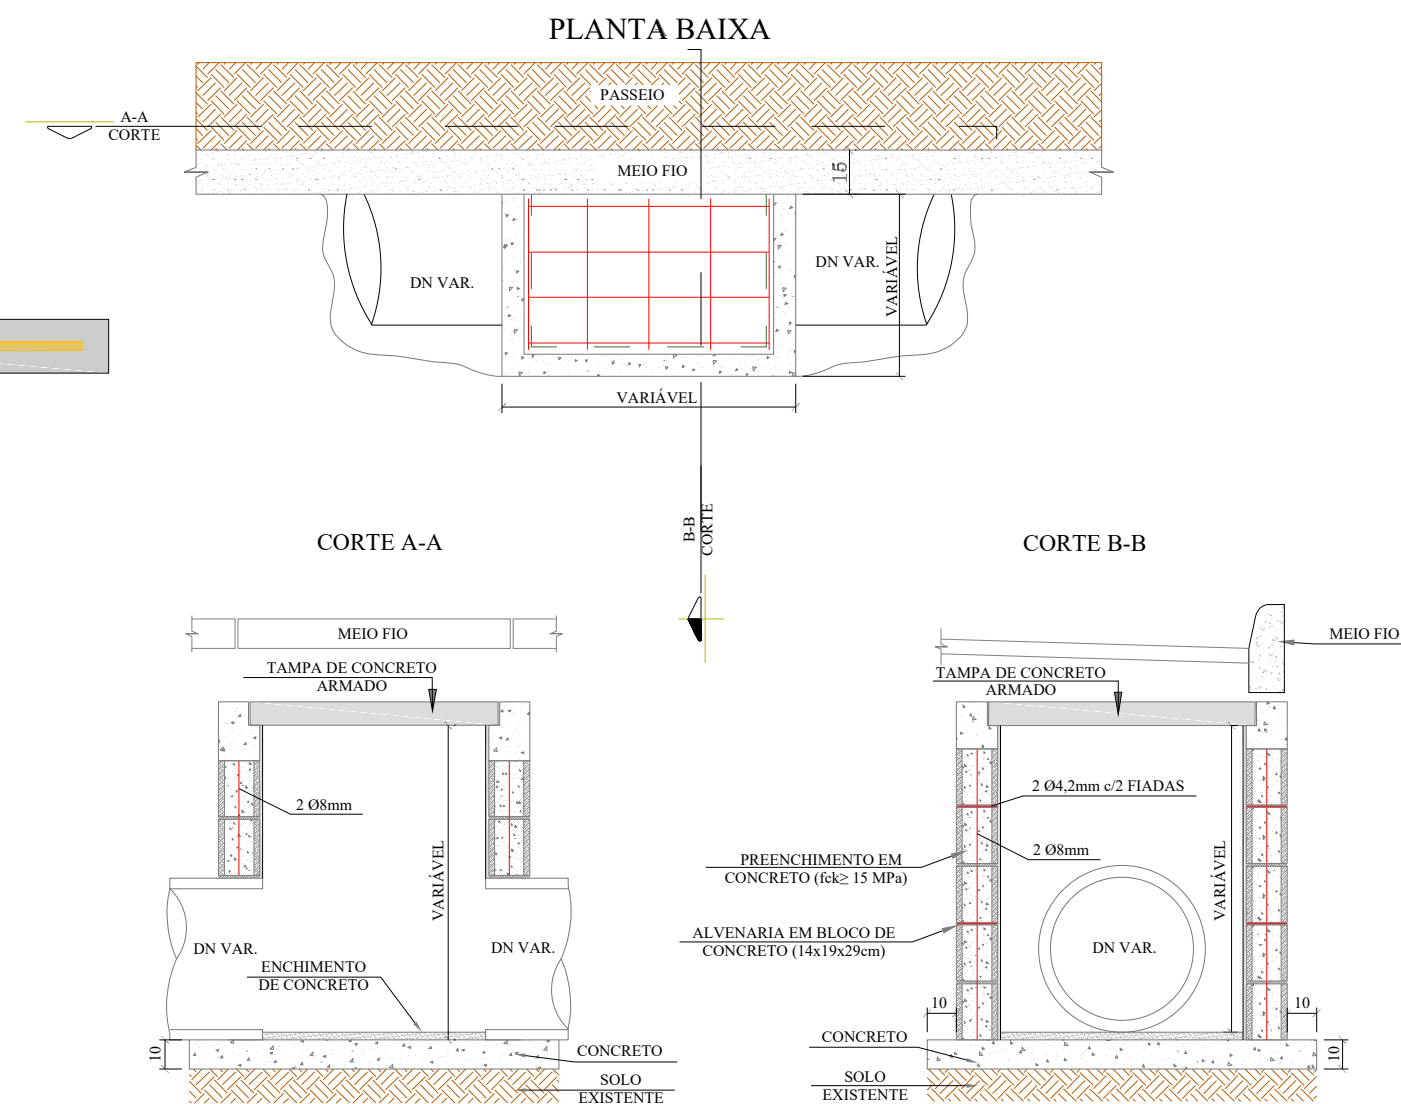 PLANTA BAIXA
PASSEIO
A-A
CORTE
MEIO FIO
15
DN VAR.
DN VAR.
VARIÁVEL
VARIÁVEL
B-B
CORTE
CORTE A-A
CORTE B-B
MEIO FIO
MEIO FIO
TAMPA DE CONCRETO
ARMADO
TAMPA DE CONCRETO
ARMADO
2 Ø8mm
2 Ø4,2mm c/2 FIADAS
2 Ø8mm
PREENCHIMENTO EM
CONCRETO (fck≥ 15 MPa)
VARIÁVEL
VARIÁVEL
ALVENARIA EM BLOCO DE
CONCRETO (14x19x29cm)
DN VAR.
DN VAR.
DN VAR.
ENCHIMENTO
DE CONCRETO
10
10
10
CONCRETO
CONCRETO
10
SOLO
EXISTENTE
SOLO
EXISTENTE